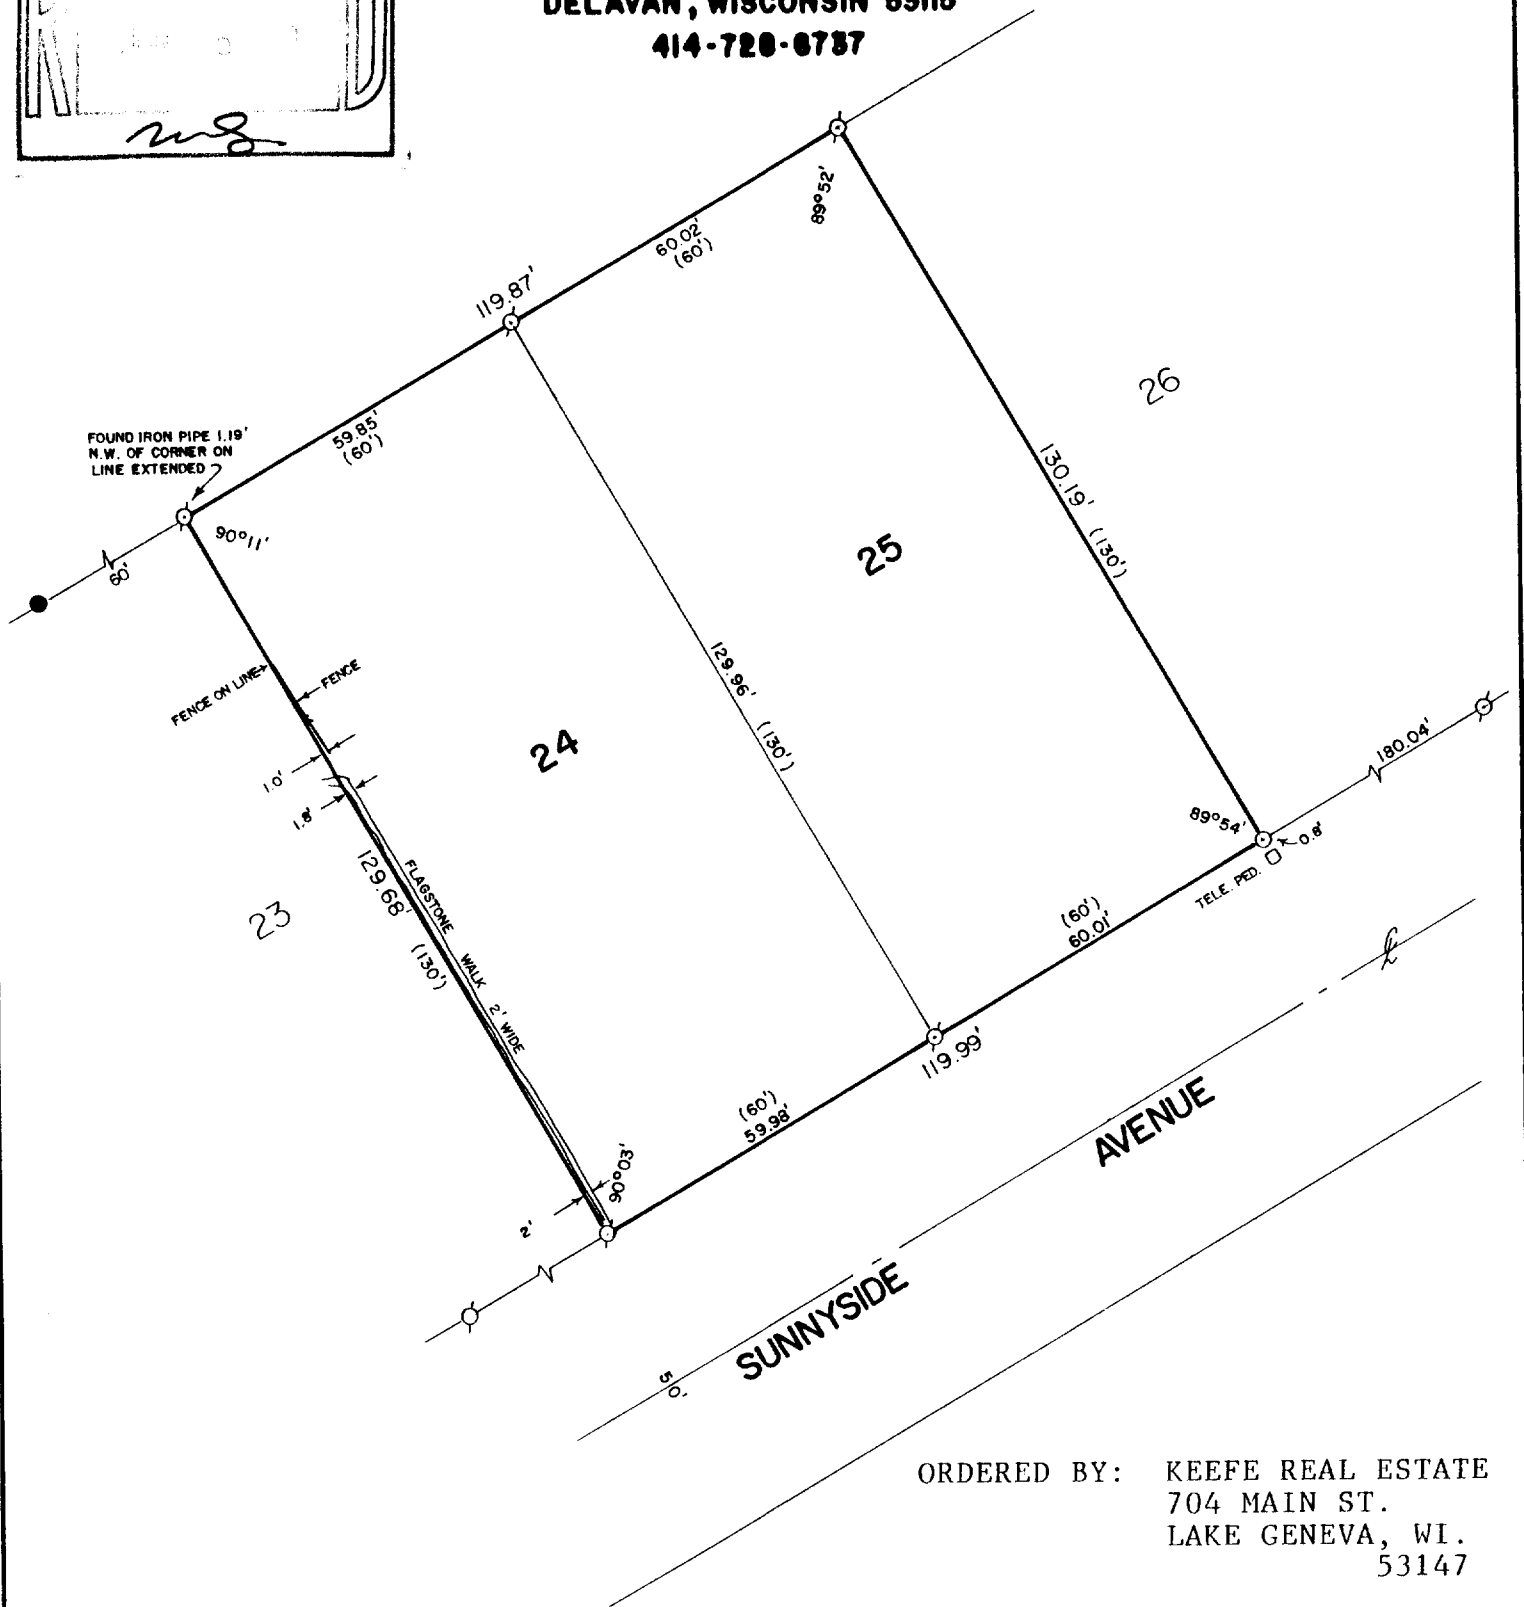 DELAVAN, WISCONSIN 53115
414-728-6737
89°52'
60.02'
(60')
119.87'
26
59.85'
(60')
FOUND IRON PIPE 1.19'
N.W. OF CORNER ON
LINE EXTENDED
90°11'
130.19' (130')
25
60'
FENCE ON LINE
FENCE
129.96' (130')
24
1.0'
1.8'
180.04'
89°54'
0.8'
TELE. PED.
129.68' (130')
23
FLAGSTONE WALK 2' WIDE
(60')
60.01'
119.99'
(60')
59.98'
90°03'
2'
SUNNYSIDE AVENUE
50'
ORDERED BY: KEEFE REAL ESTATE
704 MAIN ST.
LAKE GENEVA, WI.
53147